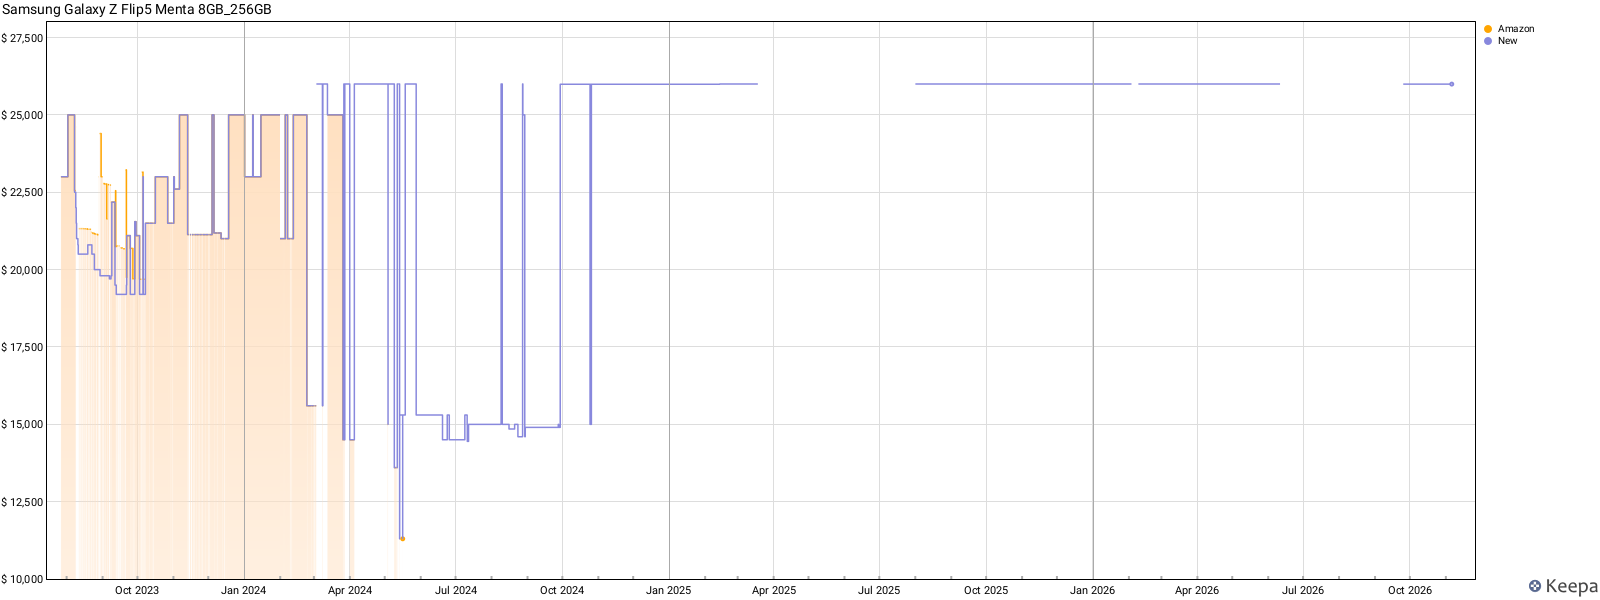 Samsung Galaxy Z Flip5 Menta 8GB_256GB
Amazon
New
$ 27,500
$ 25,000
$ 22,500
$ 20,000
$ 17,500
$ 15,000
$ 12,500
$ 10,000
Oct 2023 Jan 2024 Apr 2024 Jul 2024 Oct 2024 Jan 2025 Apr 2025 Jul 2025 Oct 2025 Jan 2026 Apr 2026 Jul 2026 Oct 2026
Keepa